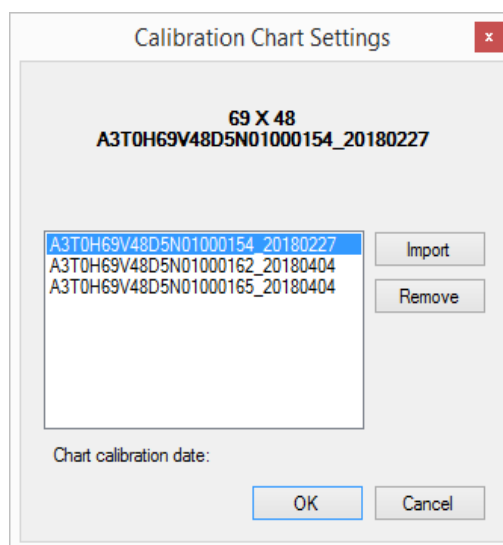 Calibration Chart Settings
x
69 X 48
A3T0H69V48D5N01000154_20180227
A3T0H69V48D5N01000154_20180227
A3T0H69V48D5N01000162_20180404
A3T0H69V48D5N01000165_20180404
Import
Remove
Chart calibration date:
OK
Cancel